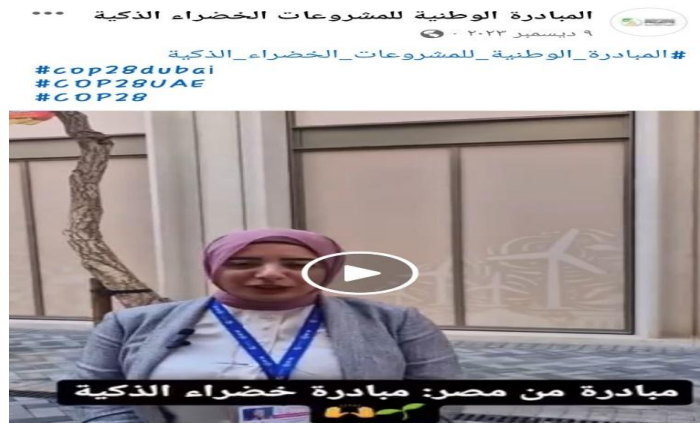 المبادرة الوطنية للمشروعات الخضراء الذكية
٩ ديسمبر ٢٠٢٣
#المبادرة_الوطنية_للمشروعات_الخضراء_الذكية
#cop28dubai
#COP28UAE
#COP28
مبادرة من مصر: مبادرة خضراء الذكية